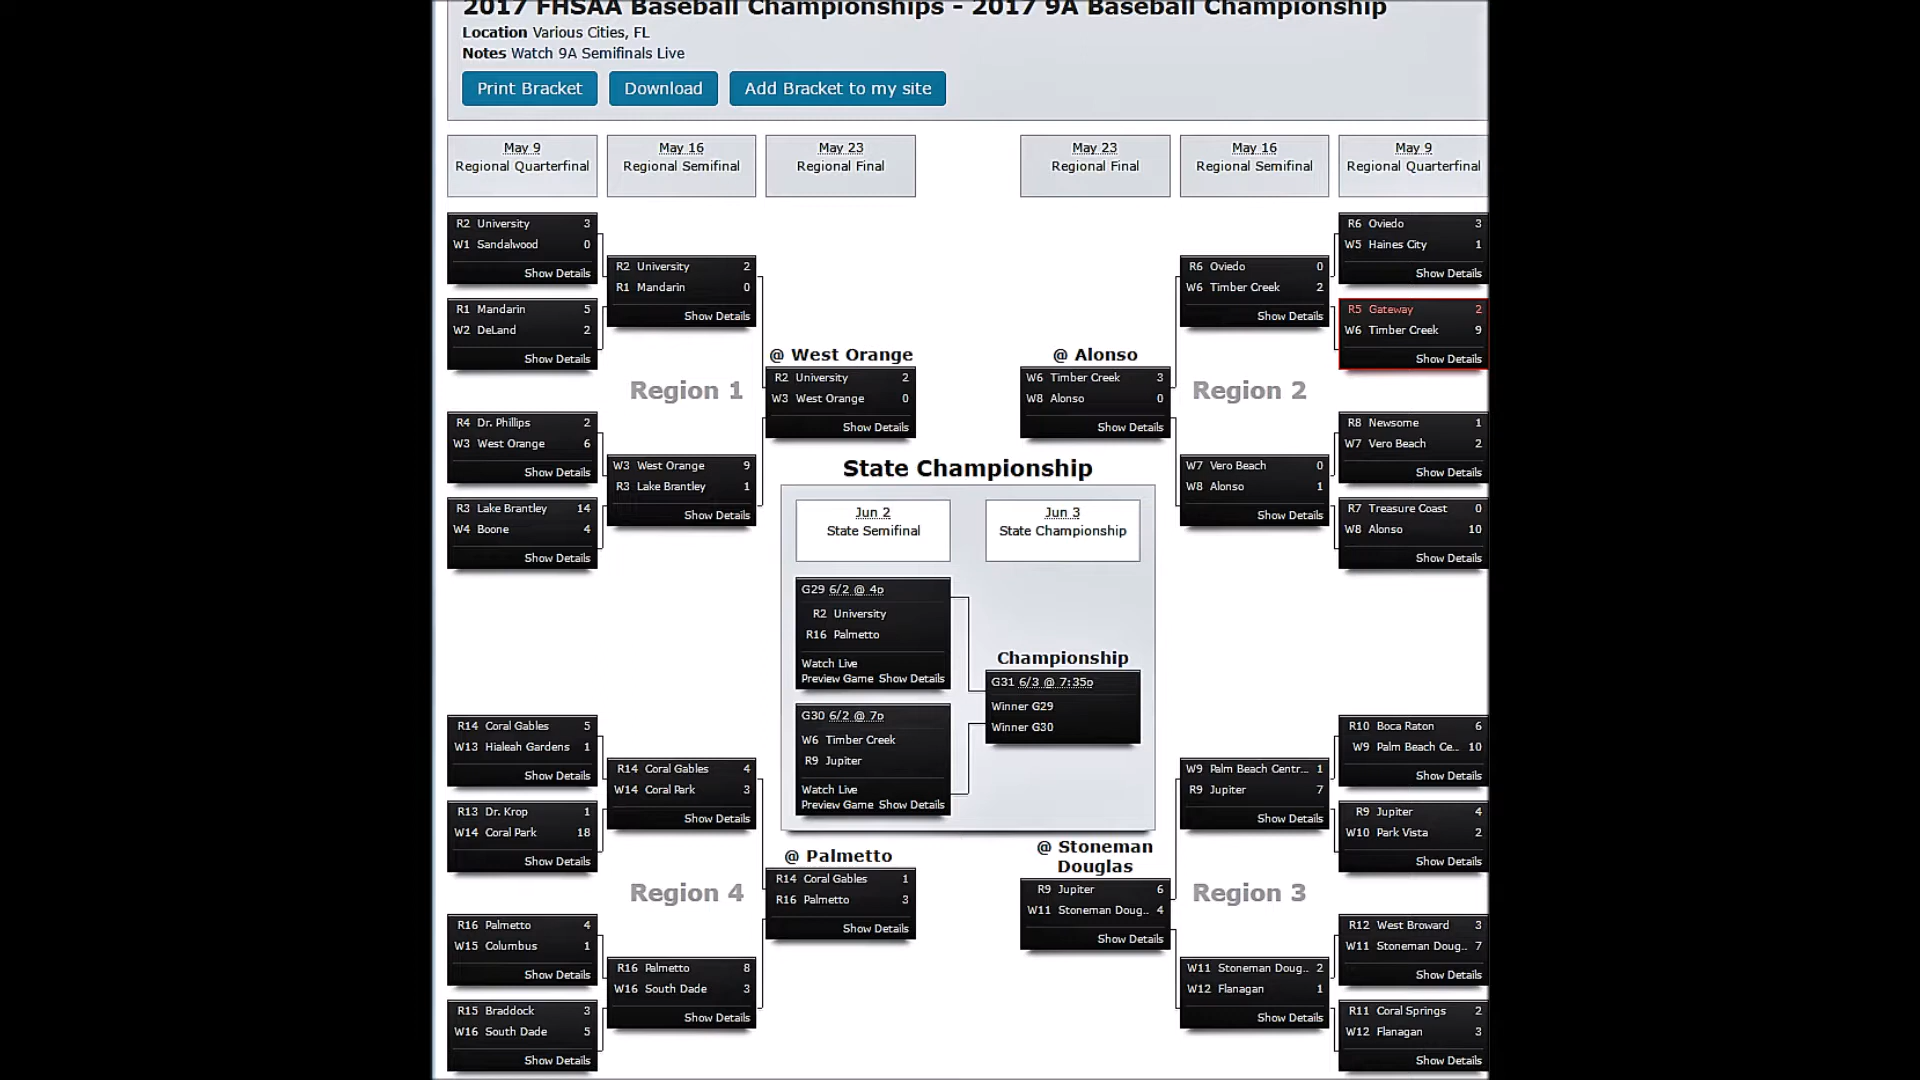 2017 FHSAA Baseball Championships - 2017 9A Baseball Championship
Location Various Cities, FL
Notes Watch 9A Semifinals Live
Print Bracket Download Add Bracket to my site
May 9
Regional Quarterfinal
May 16
Regional Semifinal
May 23
Regional Final
May 23
Regional Final
May 16
Regional Semifinal
May 9
Regional Quarterfinal
R2 University 3
W1 Sandalwood 0
Show Details
R1 Mandarin 5
W2 DeLand 2
Show Details
R2 University 2
R1 Mandarin 0
Show Details
Region 1
@ West Orange
R2 University 2
W3 West Orange 0
Show Details
R4 Dr. Phillips 2
W3 West Orange 6
Show Details
R3 Lake Brantley 14
W4 Boone 4
Show Details
W3 West Orange 9
R3 Lake Brantley 1
Show Details
R6 Oviedo 0
W6 Timber Creek 2
Show Details
R6 Oviedo 3
W5 Haines City 1
Show Details
R5 Gateway 2
W6 Timber Creek 9
Show Details
@ Alonso
W6 Timber Creek 3
W8 Alonso 0
Show Details
Region 2
R8 Newsome 1
W7 Vero Beach 2
Show Details
W7 Vero Beach 0
W8 Alonso 1
Show Details
R7 Treasure Coast 0
W8 Alonso 10
Show Details
State Championship
Jun 2
State Semifinal
Jun 3
State Championship
G29 6/2 @ 4p
R2 University
R16 Palmetto
Watch Live
Preview Game Show Details
G30 6/2 @ 7p
W6 Timber Creek
R9 Jupiter
Watch Live
Preview Game Show Details
Championship
G31 6/3 @ 7:35p
Winner G29
Winner G30
R14 Coral Gables 5
W13 Hialeah Gardens 1
Show Details
R13 Dr. Krop 1
W14 Coral Park 18
Show Details
R14 Coral Gables 4
W14 Coral Park 3
Show Details
Region 4
@ Palmetto
R14 Coral Gables 1
R16 Palmetto 3
Show Details
R16 Palmetto 4
W15 Columbus 1
Show Details
R15 Braddock 3
W16 South Dade 5
Show Details
R16 Palmetto 8
W16 South Dade 3
Show Details
R10 Boca Raton 6
W9 Palm Beach Ce... 10
Show Details
W9 Palm Beach Centr... 1
R9 Jupiter 7
Show Details
R9 Jupiter 4
W10 Park Vista 2
Show Details
@ Stoneman
Douglas
R9 Jupiter 6
W11 Stoneman Doug... 4
Show Details
Region 3
R12 West Broward 3
W11 Stoneman Doug... 7
Show Details
W11 Stoneman Doug... 2
W12 Flanagan 1
Show Details
R11 Coral Springs 2
W12 Flanagan 3
Show Details